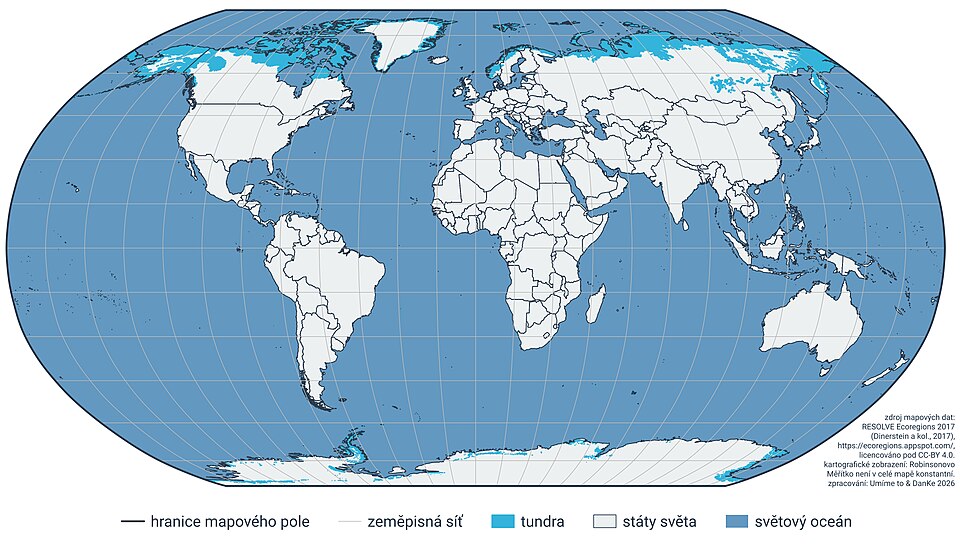 zdroj mapových dat:
RESOLVE Ecoregions 2017
(Dinerstein a kol., 2017),
https://ecoregions.appspot.com/,
licencováno pod CC-BY 4.0.
kartografické zobrazení: Robinsonovo
Měřítko není v celé mapě konstantní.
zpracování: Umíme to & DanKe 2026
hranice mapového pole
zeměpisná síť
tundra
státy světa
světový oceán